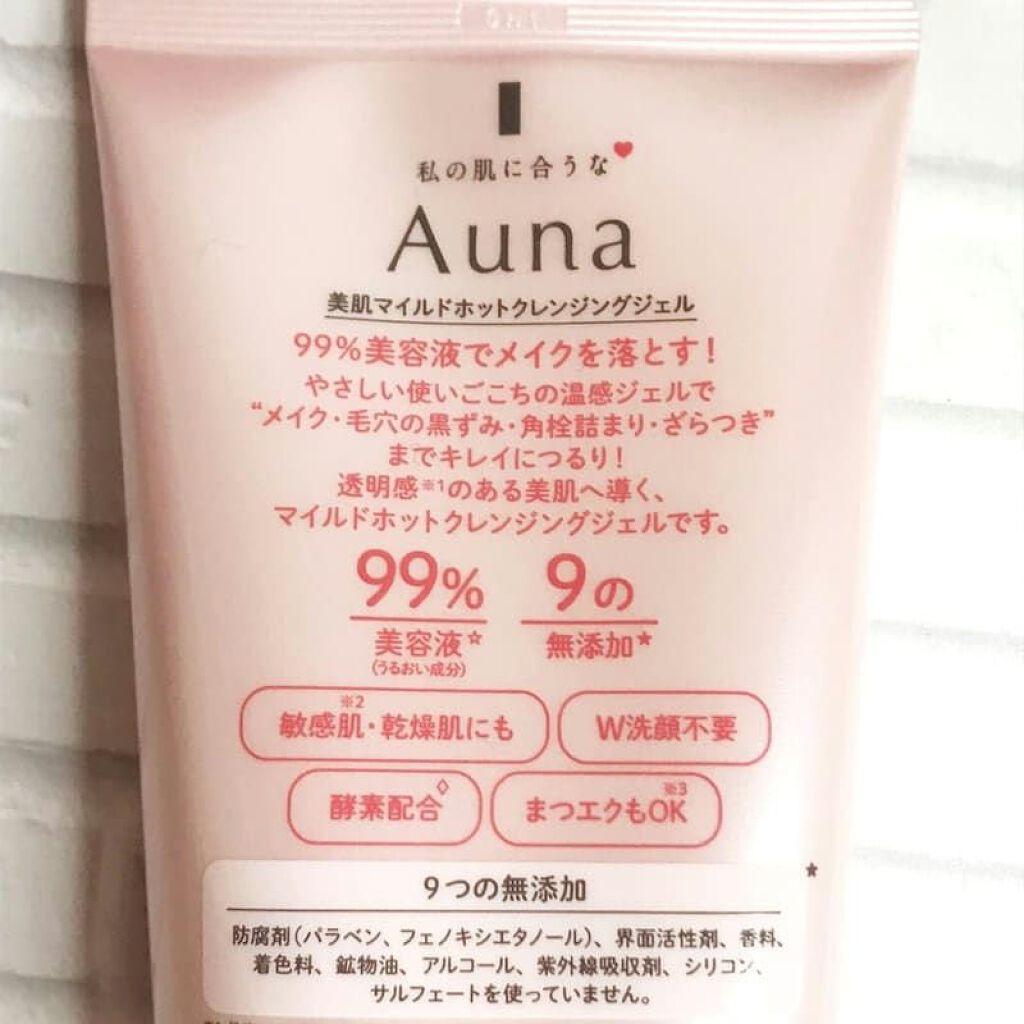 私の肌に合うな
Auna
美肌マイルドホットクレンジングジェル
99%美容液でメイクを落とす!
やさしい使いごこちの温感ジェルで
“メイク・毛穴の黒ずみ・角栓詰まり・ざらつき”
までキレイにつるり!
透明感※1のある美肌へ導く、
マイルドホットクレンジングジェルです。
99% 9の
美容液☆ 無添加★
(うるおい成分)
※2
敏感肌・乾燥肌にも W洗顔不要
※3
酵素配合◇ まつエクもOK
★
9つの無添加
防腐剤(パラベン、フェノキシエタノール)、界面活性剤、香料、
着色料、鉱物油、アルコール、紫外線吸収剤、シリコン、
サルフェートを使っていません。